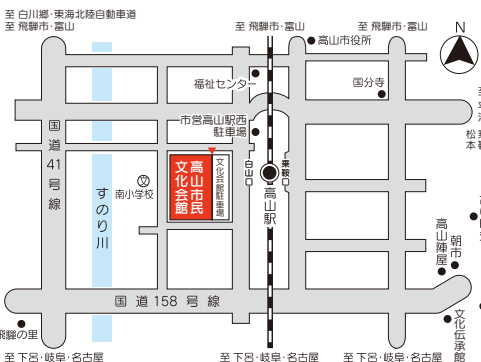 至 白川郷・東海北陸自動車道
至 飛騨市・富山
至 飛騨市・富山
至 飛騨市・富山
N
高山市役所
福祉センター
国分寺
市営高山駅西
駐車場
国道41号線
すのり川
文
南小学校
高山市民
文化会館
文化会館駐車場
白山口
乗鞍口
高山駅
松本
高山陣屋
朝市
国道158号線
飛騨の里
文化伝承館
至 下呂・岐阜・名古屋
至 下呂・岐阜・名古屋
至 下呂・岐阜・名古屋